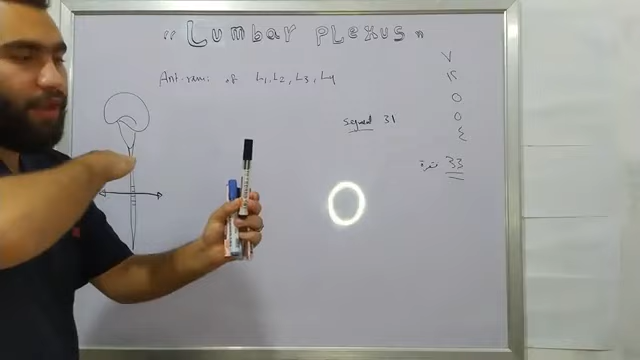 " Lumbar plexus "
Ant. rami of L1, L2, L3, L4
segment 31
٧
١٢
٥
٥
٤
33 فقرة